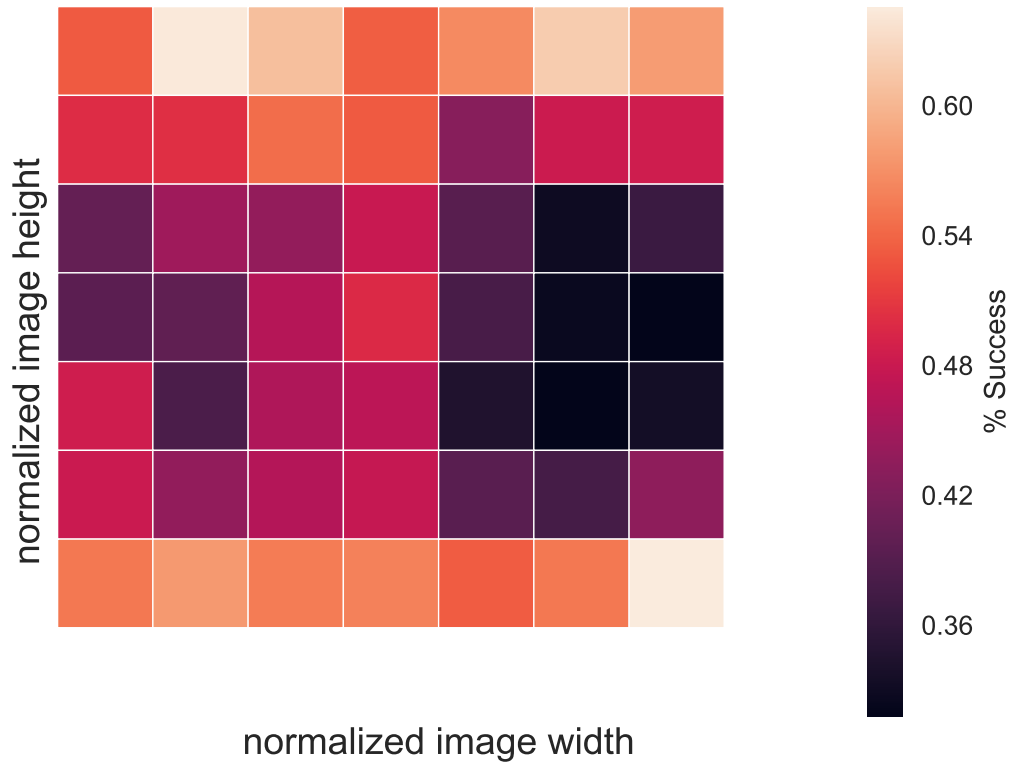 normalized image height
normalized image width
0.60
0.54
0.48
0.42
0.36
% Success